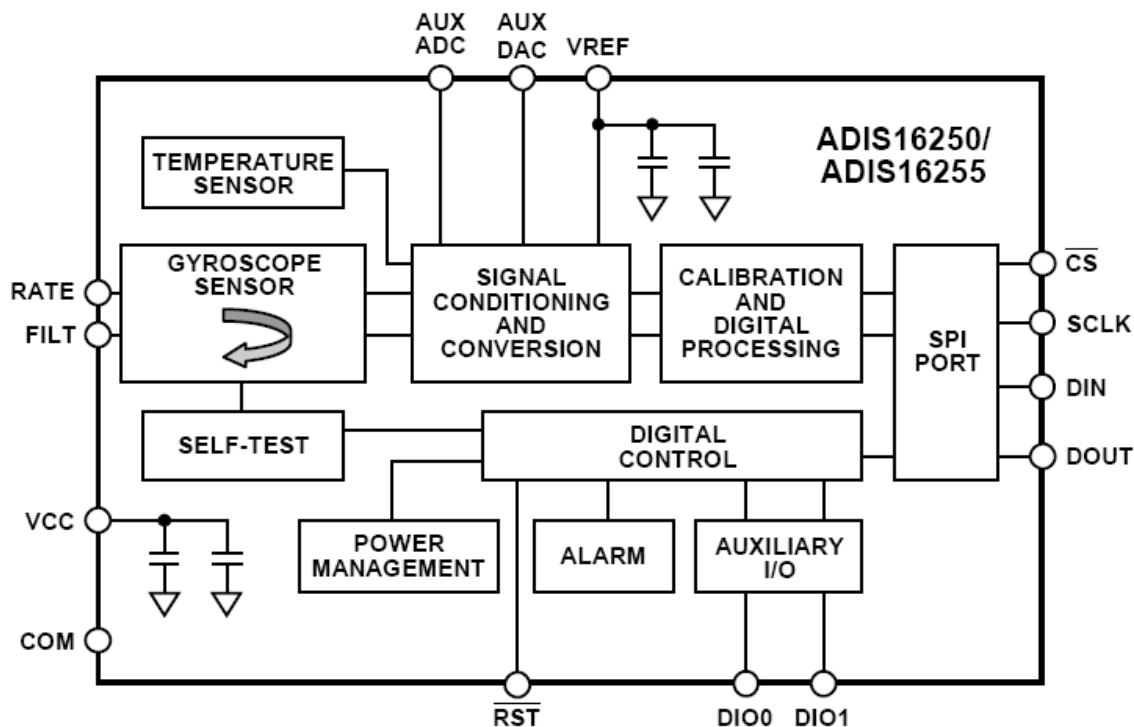 AUX
ADC
AUX
DAC
VREF
ADIS16250/
ADIS16255
TEMPERATURE
SENSOR
RATE
FILT
GYROSCOPE
SENSOR
SIGNAL
CONDITIONING
AND
CONVERSION
CALIBRATION
AND
DIGITAL
PROCESSING
SPI
PORT
CS
SCLK
DIN
DOUT
SELF-TEST
DIGITAL
CONTROL
VCC
POWER
MANAGEMENT
ALARM
AUXILIARY
I/O
COM
RST
DIO0
DIO1